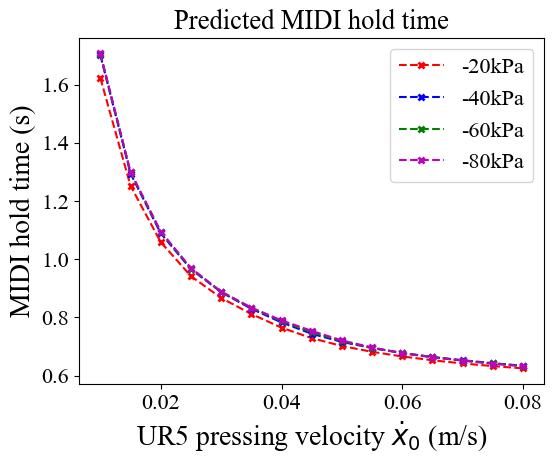 Predicted MIDI hold time
MIDI hold time (s)
1.6
1.4
1.2
1.0
0.8
0.6
-20kPa
-40kPa
-60kPa
-80kPa
0.02
0.04
0.06
0.08
UR5 pressing velocity ẋ₀ (m/s)